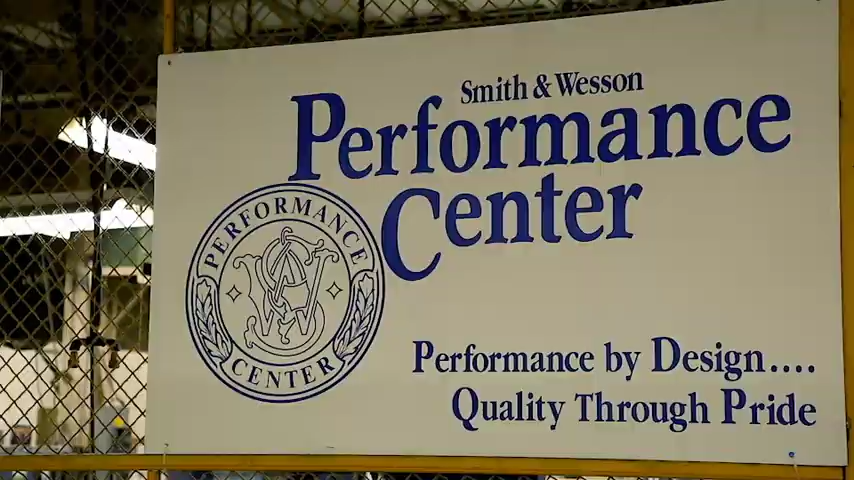 Smith & Wesson
Performance
Center
PERFORMANCE
CENTER
Performance by Design....
Quality Through Pride